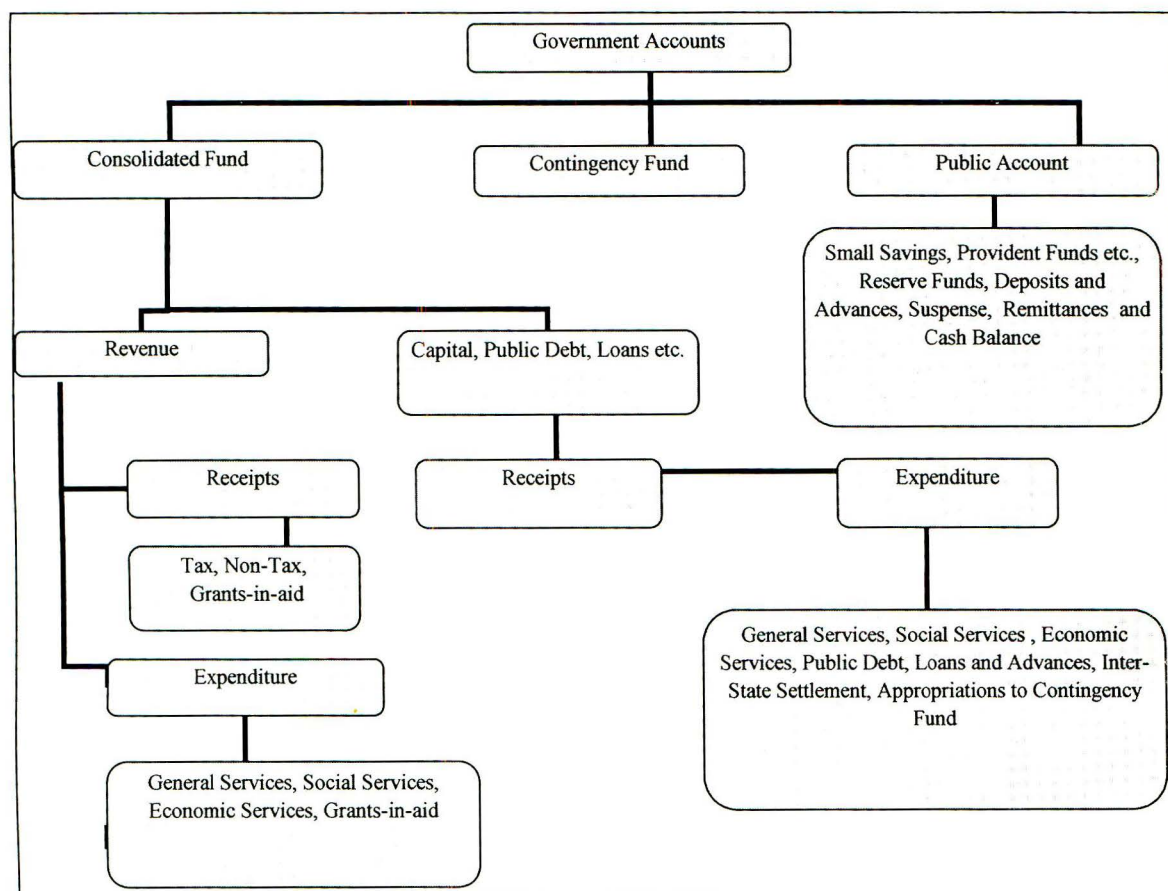 Government Accounts
Consolidated Fund
Contingency Fund
Public Account
Small Savings, Provident Funds etc.,
Reserve Funds, Deposits and
Advances, Suspense, Remittances and
Cash Balance
Revenue
Capital, Public Debt, Loans etc.
Receipts
Receipts
Expenditure
Tax, Non-Tax,
Grants-in-aid
General Services, Social Services , Economic
Services, Public Debt, Loans and Advances, Inter-
State Settlement, Appropriations to Contingency
Fund
Expenditure
General Services, Social Services,
Economic Services, Grants-in-aid